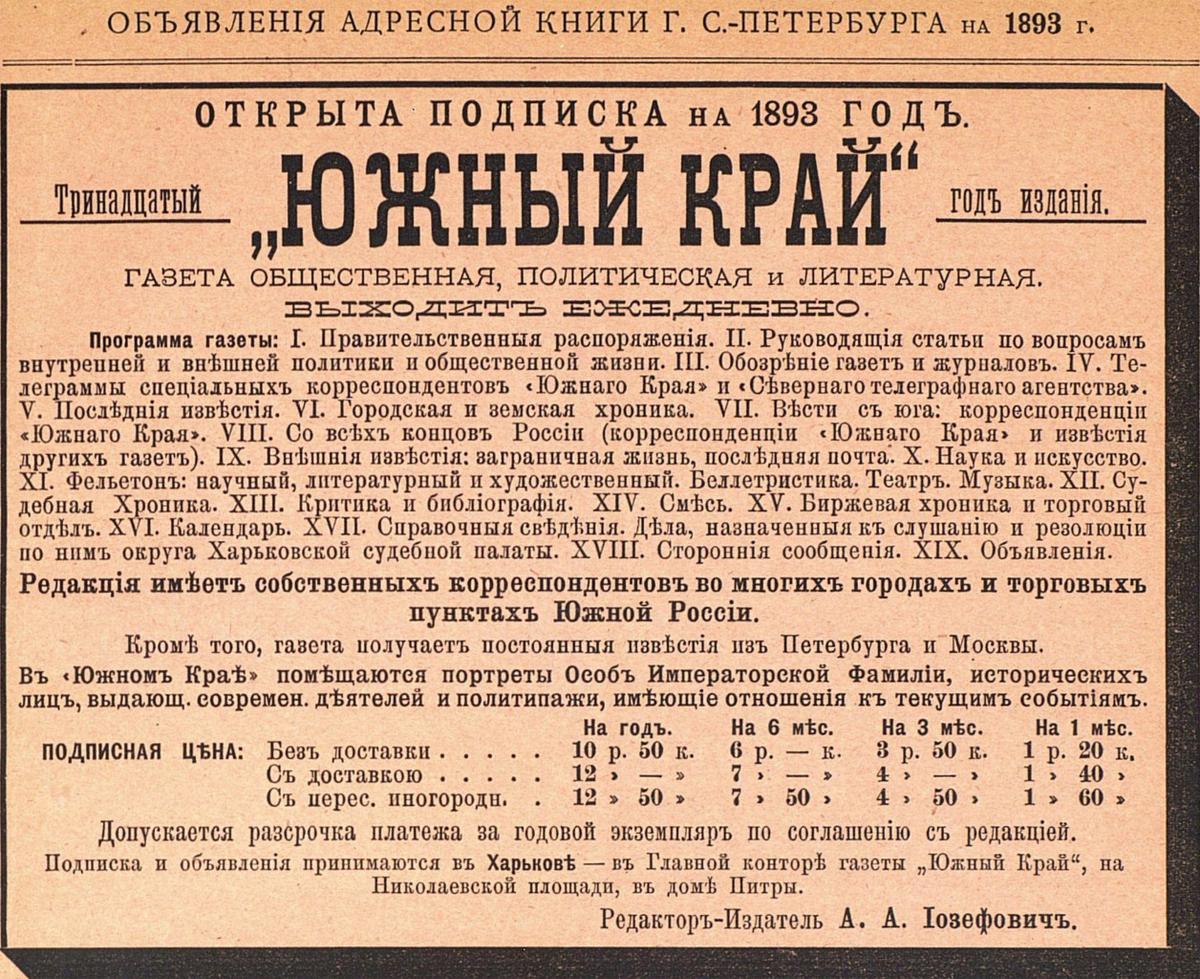 ОБЪЯВЛЕНІЯ АДРЕСНОЙ КНИГИ Г. С.-ПЕТЕРБУРГА НА 1893 г.
ОТКРЫТА ПОДПИСКА НА 1893 ГОДЪ.
Тринадцатый „ЮЖНЫЙ КРАЙ“ годъ изданія.
ГАЗЕТА ОБЩЕСТВЕННАЯ, ПОЛИТИЧЕСКАЯ и ЛИТЕРАТУРНАЯ.
ВЫХОДИТЪ ЕЖЕДНЕВНО.
Программа газеты: I. Правительственныя распоряженія. II. Руководящія статьи по вопросамъ
внутренней и внѣшней политики и общественной жизни. III. Обозрѣніе газетъ и журналовъ. IV. Те-
леграммы спеціальныхъ корреспондентовъ «Южнаго Края» и «Сѣвернаго телеграфнаго агентства».
V. Послѣднія извѣстія. VI. Городская и земская хроника. VII. Вѣсти съ юга: корреспонденціи
«Южнаго Края». VIII. Со всѣхъ концовъ Россіи (корреспонденціи «Южнаго Края» и извѣстія
другихъ газетъ). IX. Внѣшнія извѣстія: заграничная жизнь, послѣдняя почта. X. Наука и искусство.
XI. Фельетонъ: научный, литературный и художественный. Беллетристика. Театръ. Музыка. XII. Су-
дебная Хроника. XIII. Критика и библіографія. XIV. Смѣсь. XV. Биржевая хроника и торговый
отдѣлъ. XVI. Календарь. XVII. Справочныя свѣдѣнія. Дѣла, назначенныя къ слушанію и резолюціи
по нимъ округа Харьковской судебной палаты. XVIII. Стороннія сообщенія. XIX. Объявленія.
Редакція имѣетъ собственныхъ корреспондентовъ во многихъ городахъ и торговыхъ
пунктахъ Южной Россіи.
Кромѣ того, газета получаетъ постоянныя извѣстія изъ Петербурга и Москвы.
Въ «Южномъ Краѣ» помѣщаются портреты Особъ Императорской Фамиліи, историческихъ
лицъ, выдающ. современ. дѣятелей и политипажи, имѣющіе отношенія къ текущимъ событіямъ.
На годъ. На 6 мѣс. На 3 мѣс. На 1 мѣс.
ПОДПИСНАЯ ЦѢНА: Безъ доставки . . . . . 10 р. 50 к. 6 р. — к. 3 р. 50 к. 1 р. 20 к.
Съ доставкою . . . . . 12 » — » 7 » — » 4 » — » 1 » 40 »
Съ перес. иногородн. . 12 » 50 » 7 » 50 » 4 » 50 » 1 » 60 »
Допускается разсрочка платежа за годовой экземпляръ по соглашенію съ редакціей.
Подписка и объявленія принимаются въ Харьковѣ — въ Главной конторѣ газеты „Южный Край“, на
Николаевской площади, въ домѣ Питры.
Редакторъ-Издатель А. А. Іозефовичъ.